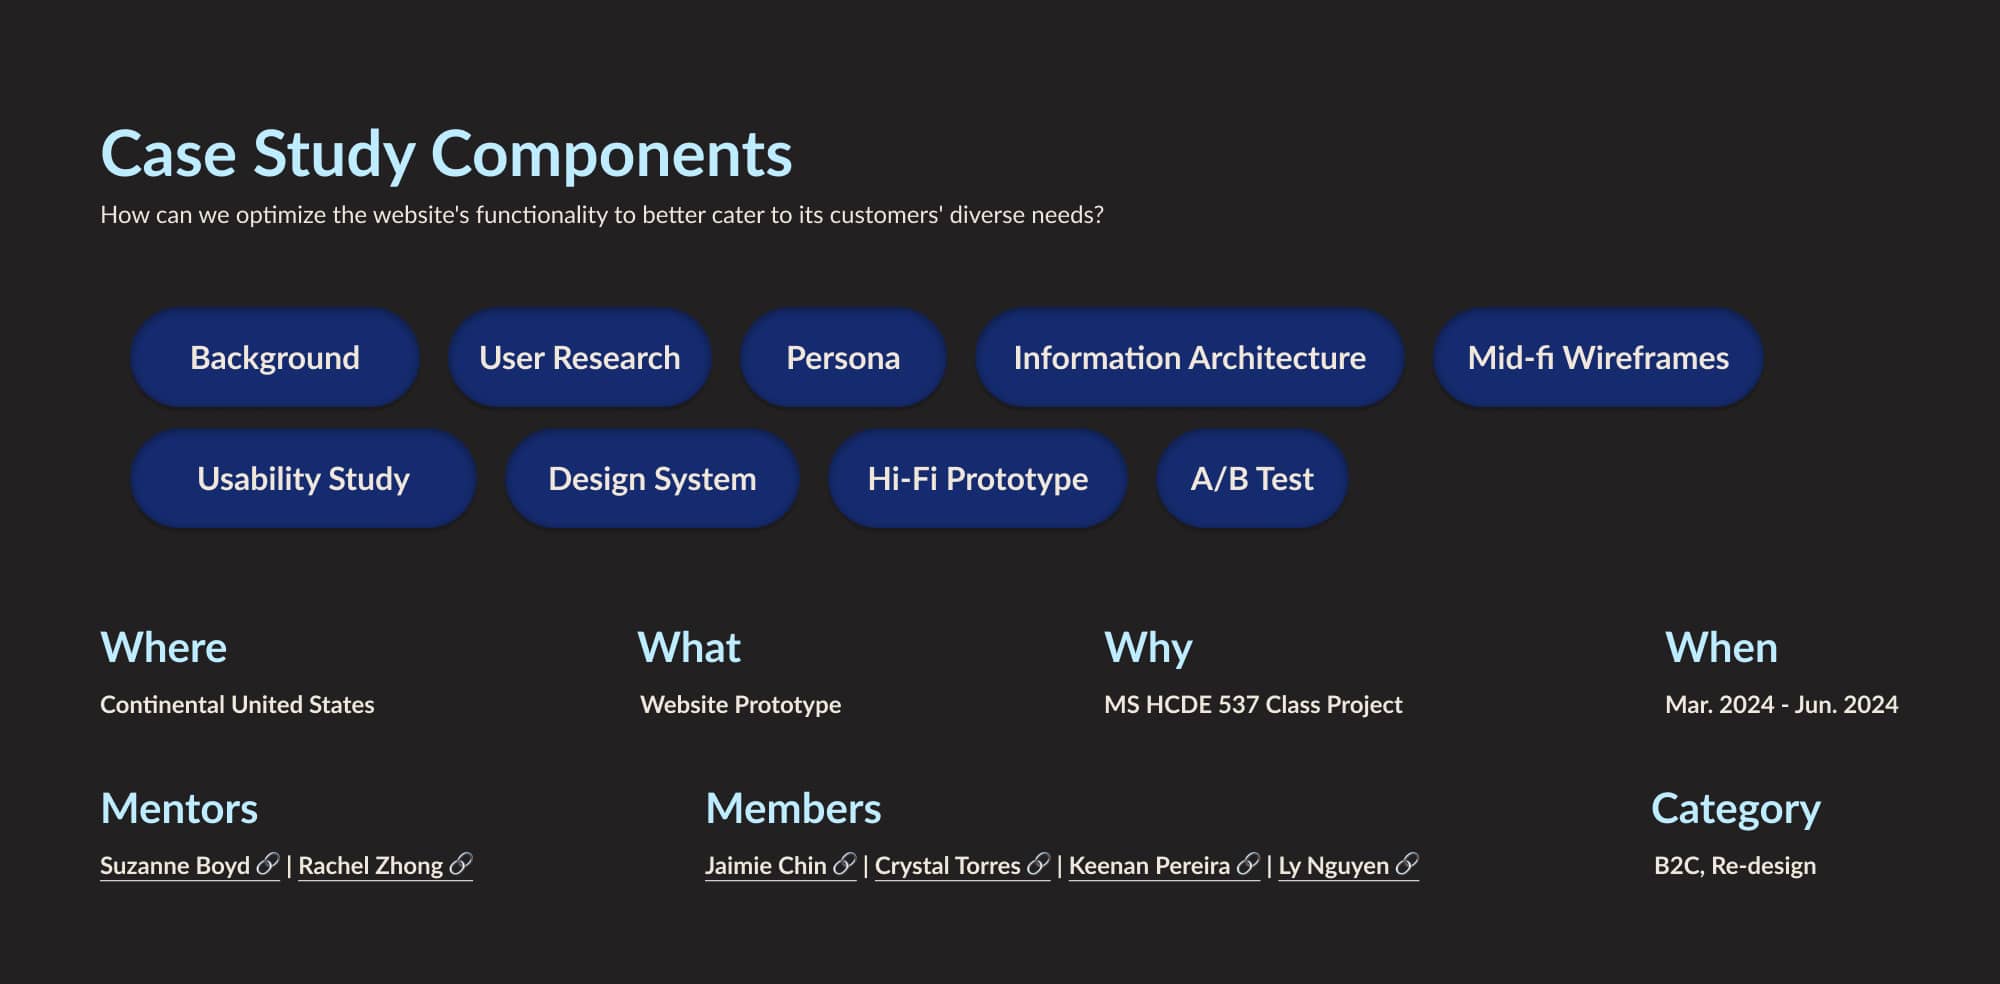 Case Study Components
How can we optimize the website's functionality to better cater to its customers' diverse needs?
Background User Research Persona Information Architecture Mid-fi Wireframes
Usability Study Design System Hi-Fi Prototype A/B Test
Where What Why When
Continental United States Website Prototype MS HCDE 537 Class Project Mar. 2024 - Jun. 2024
Mentors Members Category
Suzanne Boyd | Rachel Zhong Jaimie Chin | Crystal Torres | Keenan Pereira | Ly Nguyen B2C, Re-design